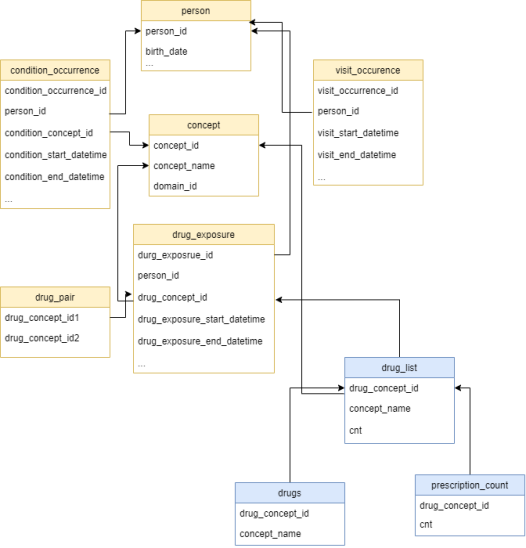 person
person_id
birth_date
...
condition_occurrence
condition_occurrence_id
person_id
condition_concept_id
condition_start_datetime
condition_end_datetime
...
visit_occurence
visit_occurrence_id
person_id
visit_start_datetime
visit_end_datetime
...
concept
concept_id
concept_name
domain_id
drug_exposure
durg_exposrue_id
person_id
drug_concept_id
drug_exposure_start_datetime
drug_exposure_end_datetime
...
drug_pair
drug_concept_id1
drug_concept_id2
drug_list
drug_concept_id
concept_name
cnt
drugs
drug_concept_id
concept_name
prescription_count
drug_concept_id
cnt